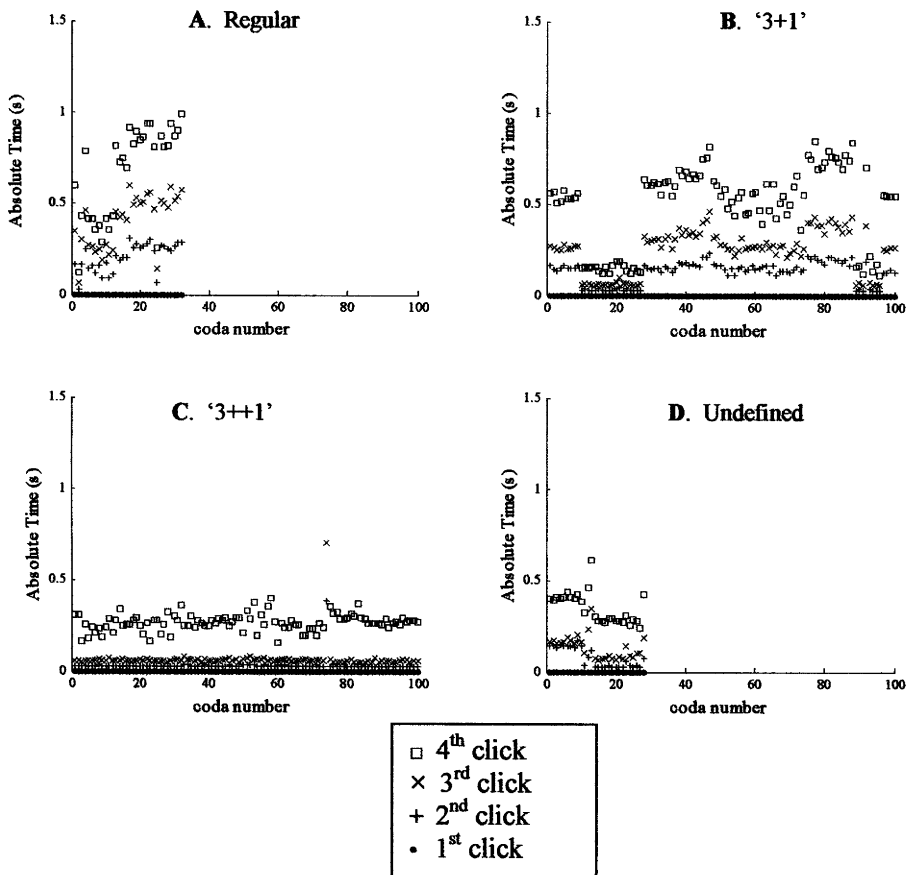 A. Regular
1.5
1
0.5
0
Absolute Time (s)
0 20 40 60 80 100
coda number
B. ‘3+1’
1.5
1
0.5
0
Absolute Time (s)
0 20 40 60 80 100
coda number
C. ‘3++1’
1.5
1
0.5
0
Absolute Time (s)
0 20 40 60 80 100
coda number
D. Undefined
1.5
1
0.5
0
Absolute Time (s)
0 20 40 60 80 100
coda number
□ 4th click
× 3rd click
+ 2nd click
• 1st click